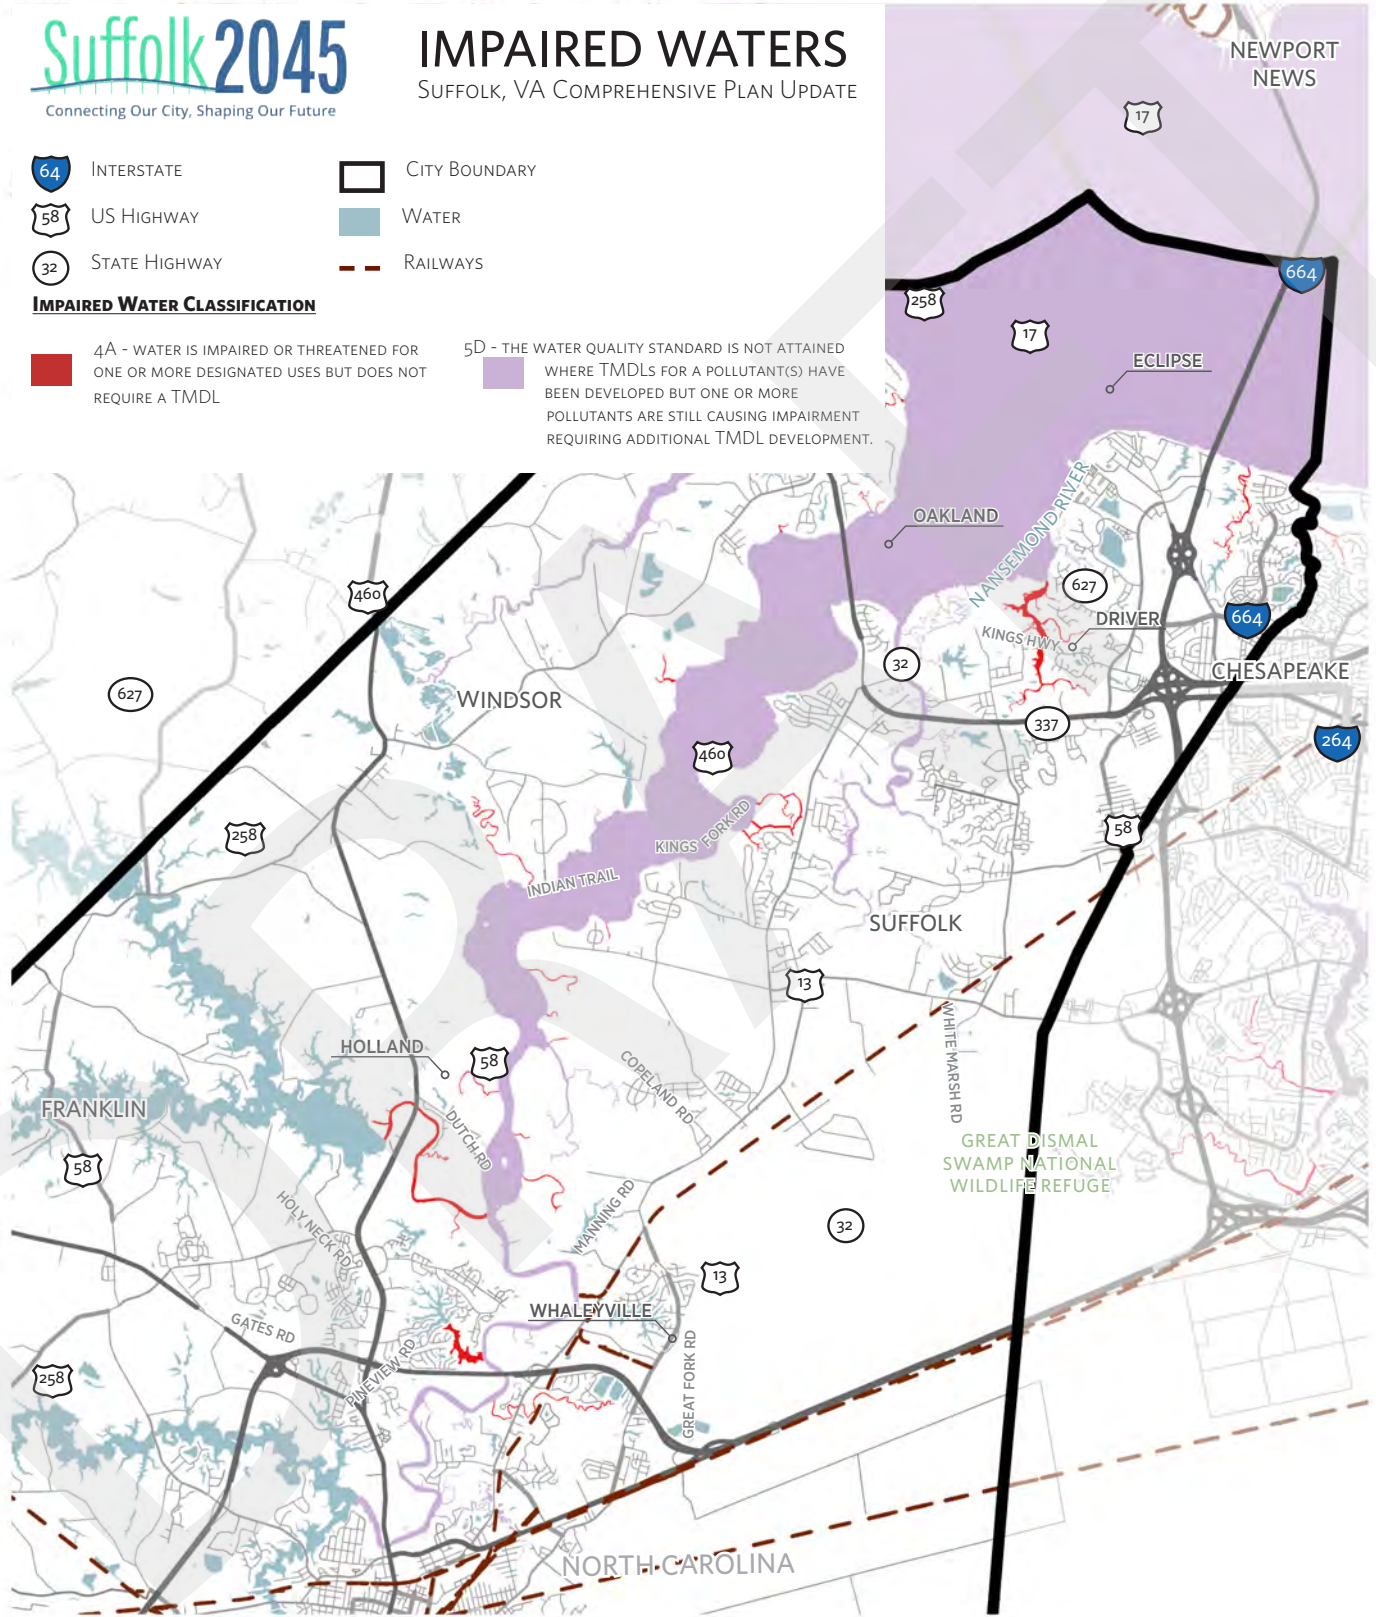 Suffolk 2045
Connecting Our City, Shaping Our Future
IMPAIRED WATERS
Suffolk, VA Comprehensive Plan Update
64 Interstate
58 US Highway
32 State Highway
City Boundary
Water
Railways
Impaired Water Classification
4A - water is impaired or threatened for
one or more designated uses but does not
require a TMDL
5D - the water quality standard is not attained
where TMDLs for a pollutant(s) have
been developed but one or more
pollutants are still causing impairment
requiring additional TMDL development.
NEWPORT
NEWS
17
664
258
17
ECLIPSE
OAKLAND
NANSEMOND RIVER
460
627
DRIVER
664
KINGS HWY
32
CHESAPEAKE
627
WINDSOR
337
264
460
258
58
KINGS FORK RD
INDIAN TRAIL
SUFFOLK
13
WHITE MARSH RD
HOLLAND
58
COPELAND RD
FRANKLIN
DUTCH RD
GREAT DISMAL
SWAMP NATIONAL
WILDLIFE REFUGE
58
MANNING RD
HOLY NECK RD
32
13
WHALEYVILLE
GATES RD
PINEVIEW RD
GREAT FORK RD
258
NORTH CAROLINA
DRAFT